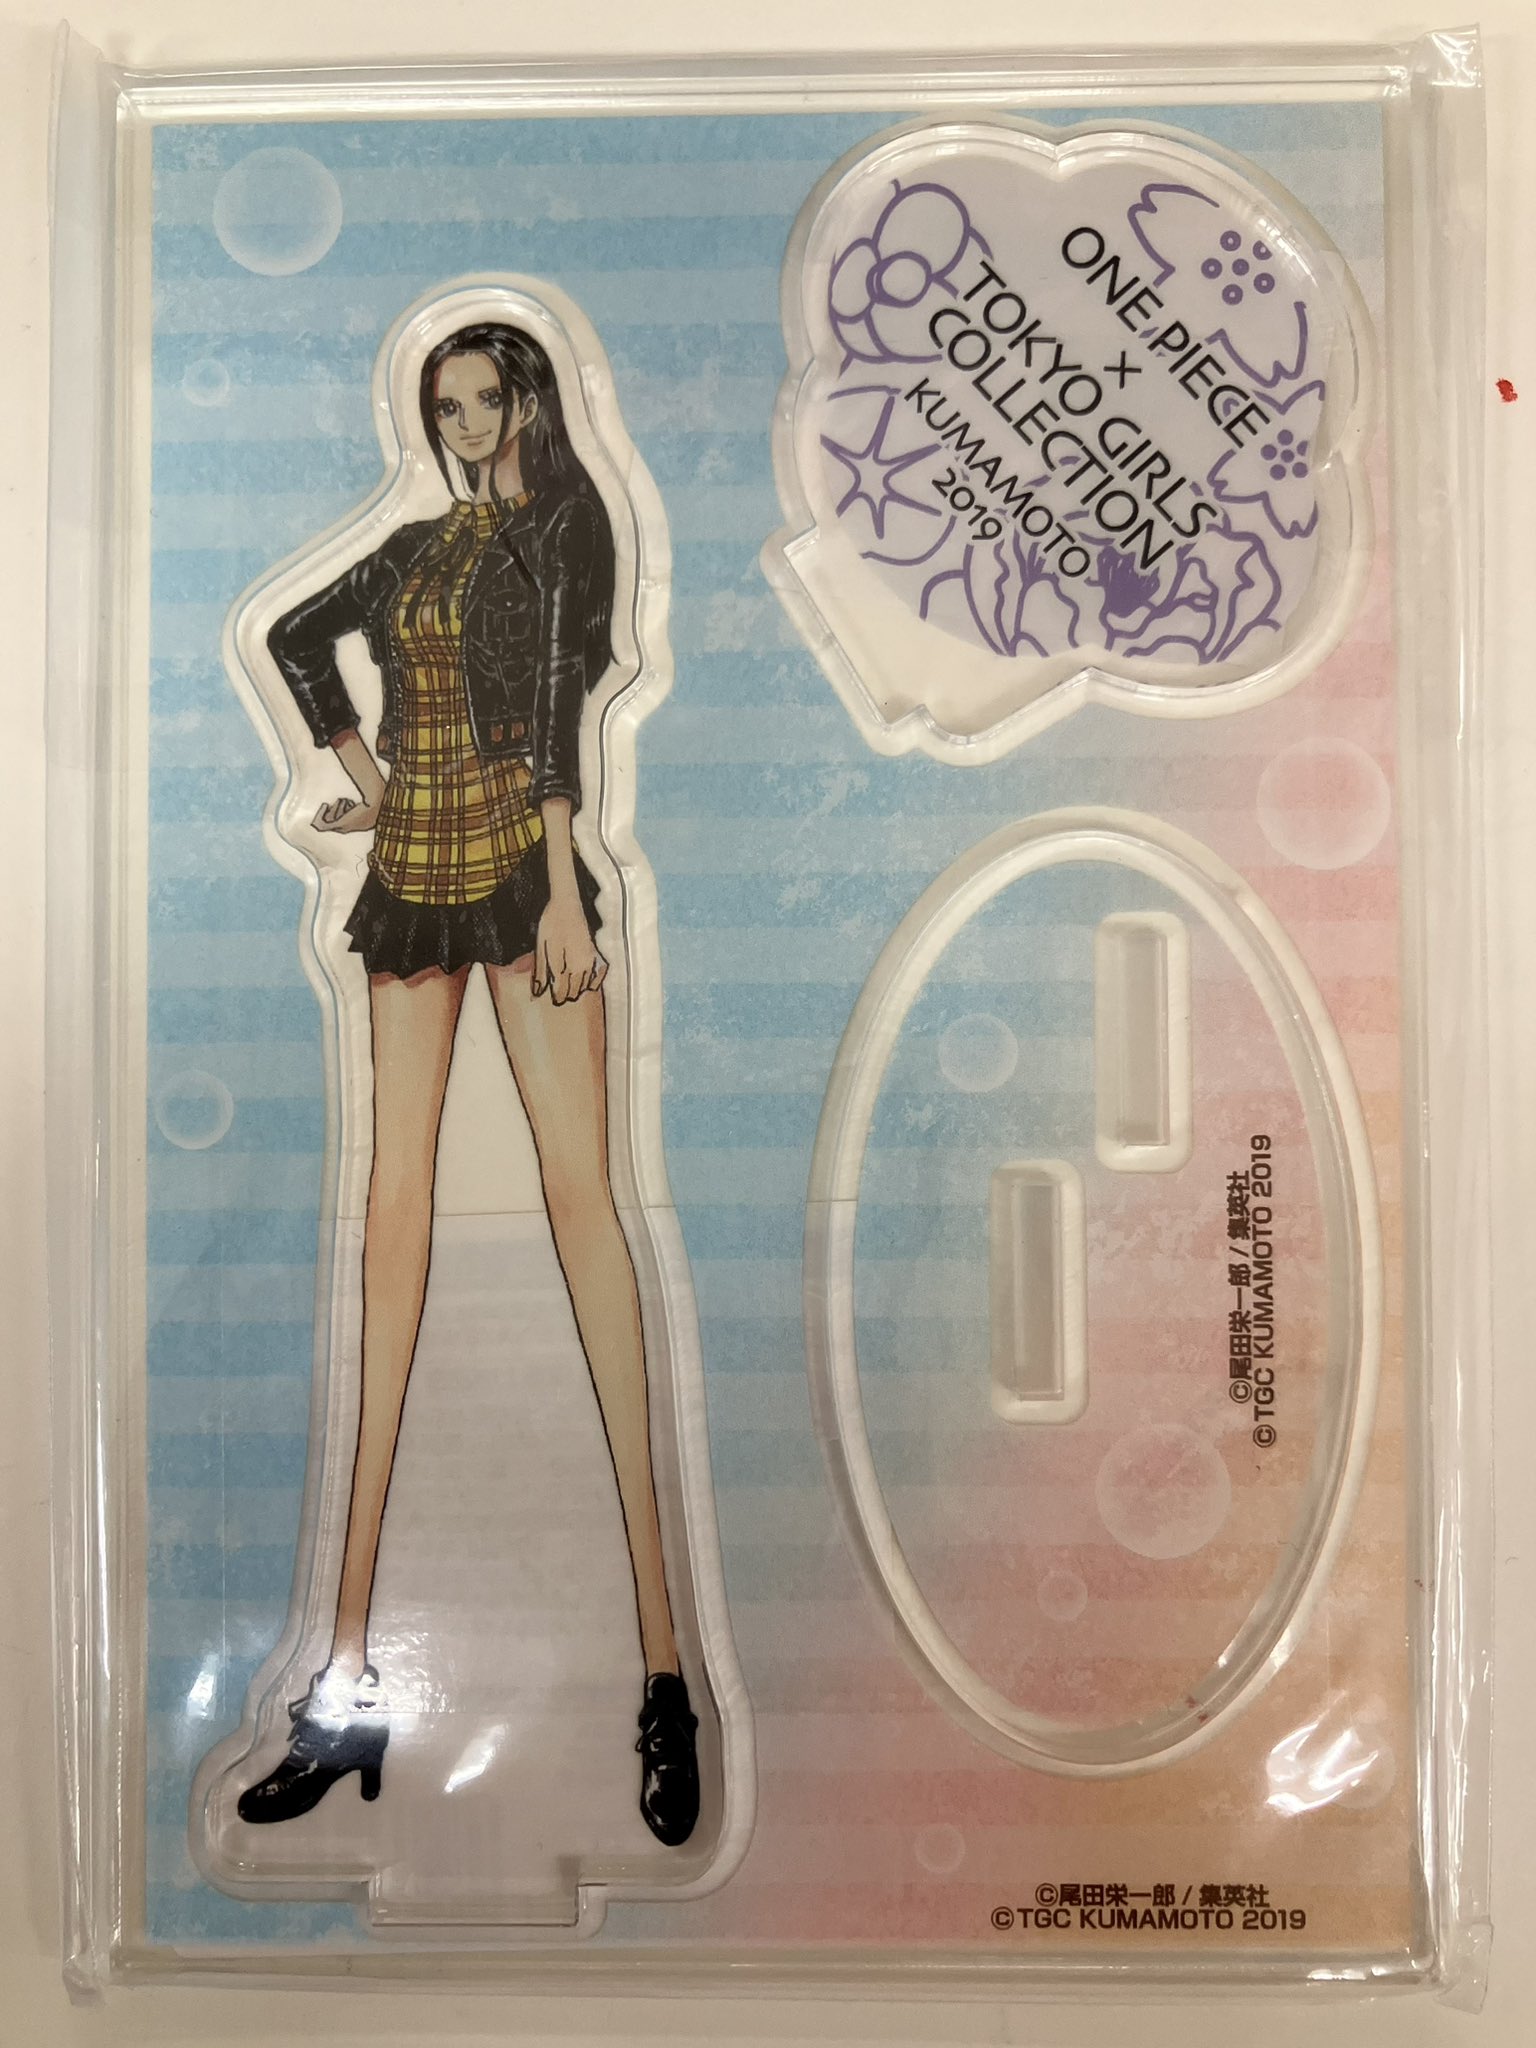 ONE PIECE
×
TOKYO GIRLS
COLLECTION
KUMAMOTO
2019
©尾田栄一郎 / 集英社
©TGC KUMAMOTO 2019
©尾田栄一郎 / 集英社
©TGC KUMAMOTO 2019